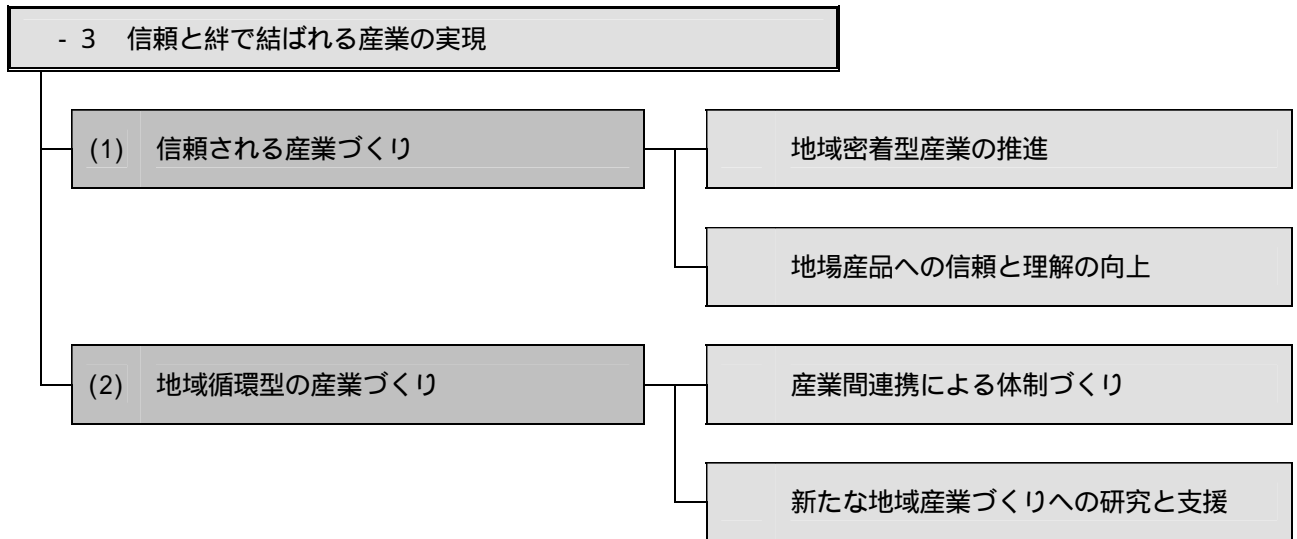 - 3 信頼と絆で結ばれる産業の実現
(1) 信頼される産業づくり
地域密着型産業の推進
地場産品への信頼と理解の向上
(2) 地域循環型の産業づくり
産業間連携による体制づくり
新たな地域産業づくりへの研究と支援